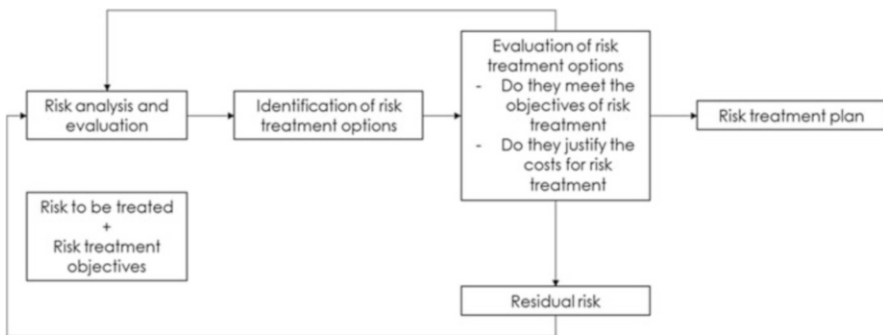 Risk analysis and
evaluation
Identification of risk
treatment options
Evaluation of risk
treatment options
- Do they meet the
objectives of risk
treatment
- Do they justify the
costs for risk
treatment
Risk treatment plan
Risk to be treated
+
Risk treatment
objectives
Residual risk